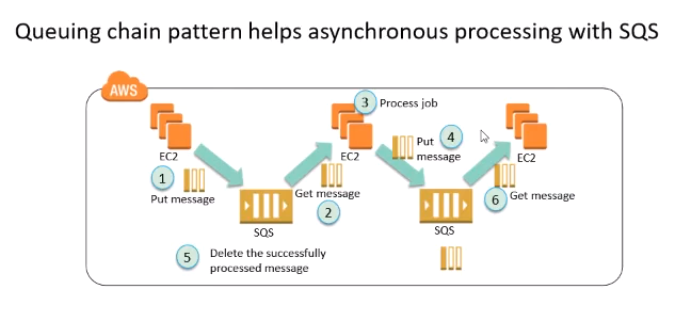 Queuing chain pattern helps asynchronous processing with SQS
AWS
3 Process job
EC2
EC2
Put 4
message
EC2
1
Put message
Get message
2
6 Get message
SQS
SQS
5 Delete the successfully
processed message